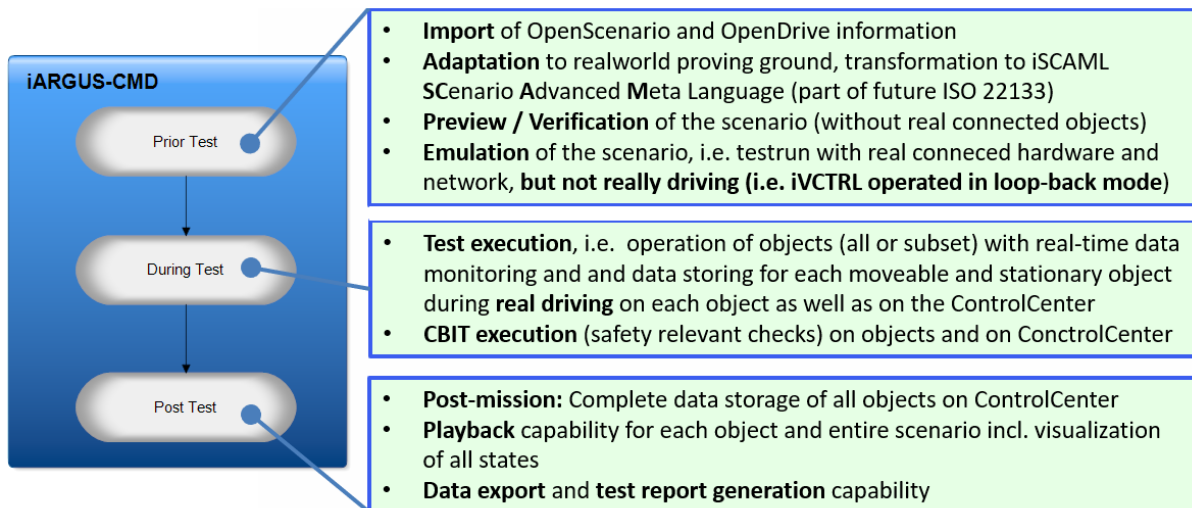 iARGUS-CMD
Prior Test
During Test
Post Test
• Import of OpenScenario and OpenDrive information
• Adaptation to realworld proving ground, transformation to iSCAML
SCenario Advanced Meta Language (part of future ISO 22133)
• Preview / Verification of the scenario (without real connected objects)
• Emulation of the scenario, i.e. testrun with real conneced hardware and
network, but not really driving (i.e. iVCTRL operated in loop-back mode)
• Test execution, i.e. operation of objects (all or subset) with real-time data
monitoring and and data storing for each moveable and stationary object
during real driving on each object as well as on the ControlCenter
• CBIT execution (safety relevant checks) on objects and on ConctrolCenter
• Post-mission: Complete data storage of all objects on ControlCenter
• Playback capability for each object and entire scenario incl. visualization
of all states
• Data export and test report generation capability